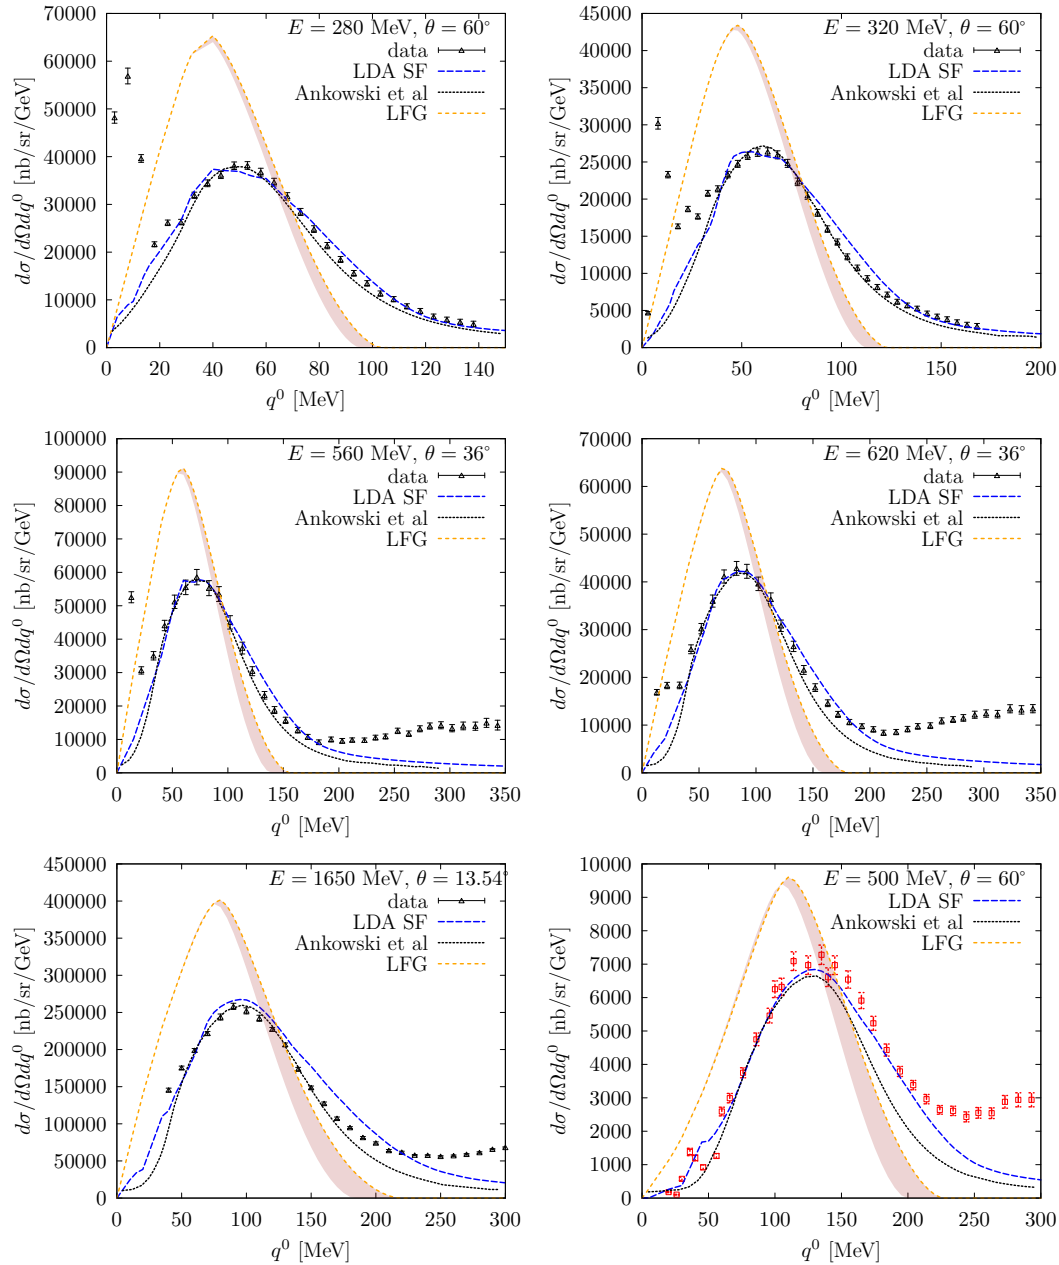 E = 280 MeV, θ = 60°
data
LDA SF
Ankowski et al
LFG
dσ/dΩdq⁰ [nb/sr/GeV]
70000
60000
50000
40000
30000
20000
10000
0
0 20 40 60 80 100 120 140
q⁰ [MeV]
E = 320 MeV, θ = 60°
data
LDA SF
Ankowski et al
LFG
dσ/dΩdq⁰ [nb/sr/GeV]
45000
40000
35000
30000
25000
20000
15000
10000
5000
0
0 50 100 150 200
q⁰ [MeV]
E = 560 MeV, θ = 36°
data
LDA SF
Ankowski et al
LFG
dσ/dΩdq⁰ [nb/sr/GeV]
100000
90000
80000
70000
60000
50000
40000
30000
20000
10000
0
0 50 100 150 200 250 300 350
q⁰ [MeV]
E = 620 MeV, θ = 36°
data
LDA SF
Ankowski et al
LFG
dσ/dΩdq⁰ [nb/sr/GeV]
70000
60000
50000
40000
30000
20000
10000
0
0 50 100 150 200 250 300 350
q⁰ [MeV]
E = 1650 MeV, θ = 13.54°
data
LDA SF
Ankowski et al
LFG
dσ/dΩdq⁰ [nb/sr/GeV]
450000
400000
350000
300000
250000
200000
150000
100000
50000
0
0 50 100 150 200 250 300
q⁰ [MeV]
E = 500 MeV, θ = 60°
LDA SF
Ankowski et al
LFG
dσ/dΩdq⁰ [nb/sr/GeV]
10000
9000
8000
7000
6000
5000
4000
3000
2000
1000
0
0 50 100 150 200 250 300
q⁰ [MeV]